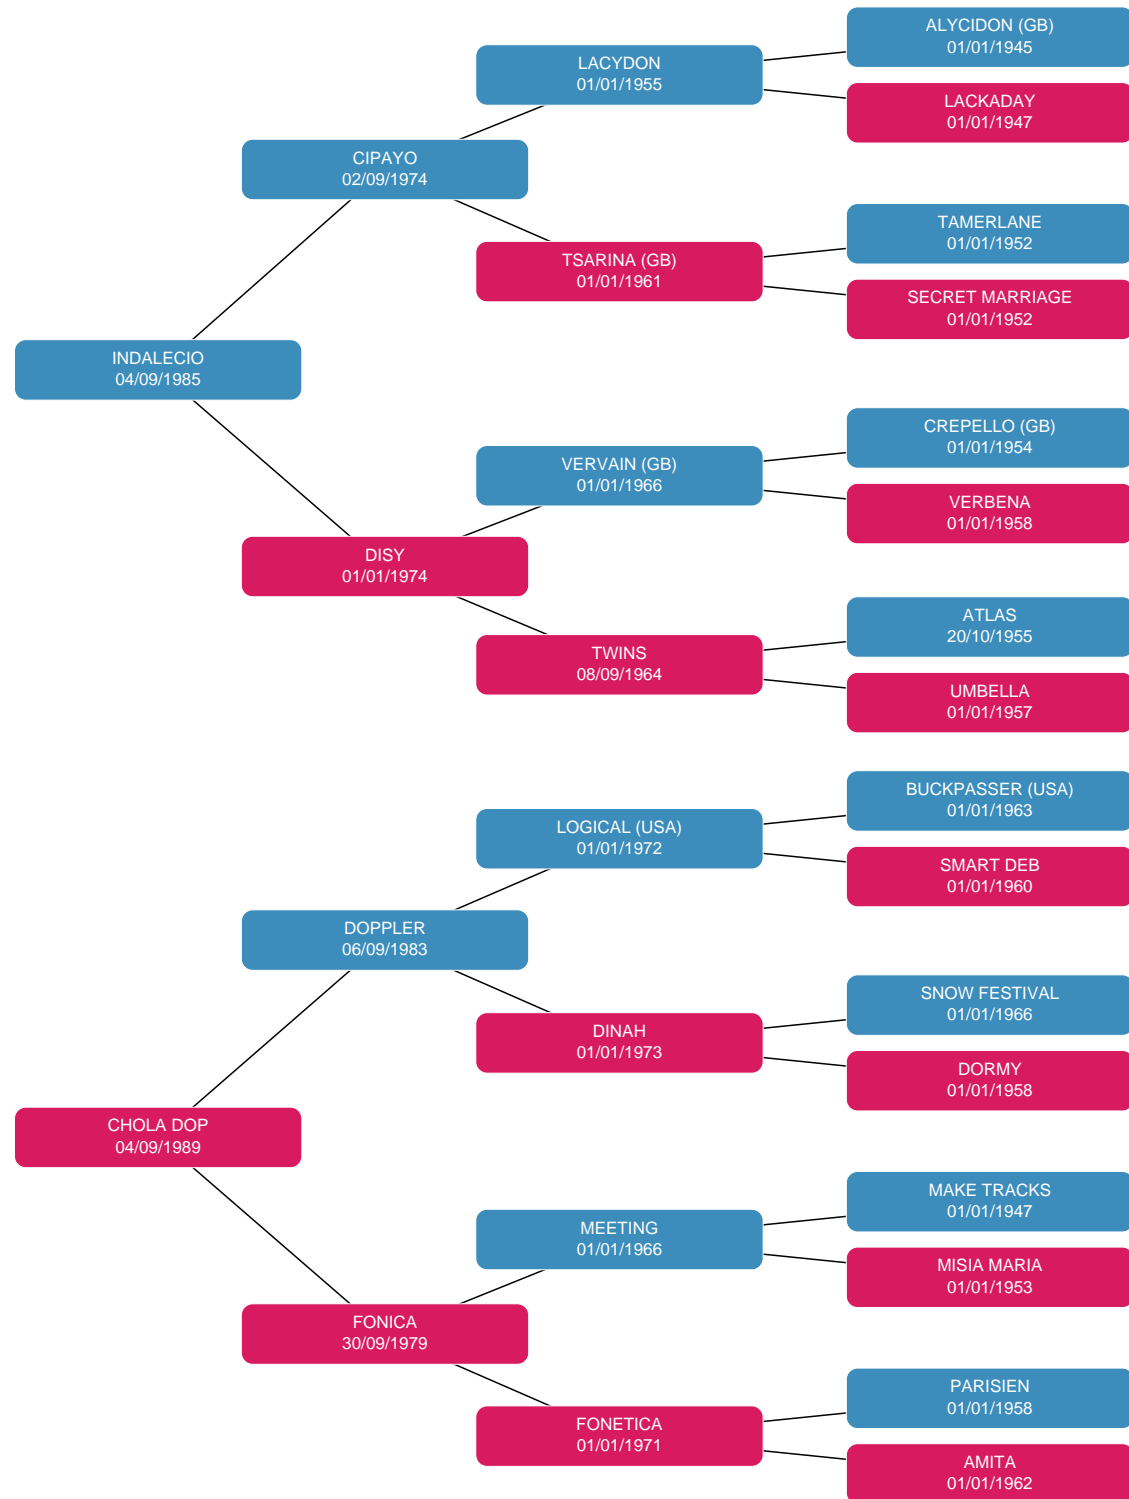 ALYCIDON (GB)
01/01/1945
LACYDON
01/01/1955
LACKADAY
01/01/1947
CIPAYO
02/09/1974
TAMERLANE
01/01/1952
TSARINA (GB)
01/01/1961
SECRET MARRIAGE
01/01/1952
INDALECIO
04/09/1985
CREPELLO (GB)
01/01/1954
VERVAIN (GB)
01/01/1966
VERBENA
01/01/1958
DISY
01/01/1974
ATLAS
20/10/1955
TWINS
08/09/1964
UMBELLA
01/01/1957
BUCKPASSER (USA)
01/01/1963
LOGICAL (USA)
01/01/1972
SMART DEB
01/01/1960
DOPPLER
06/09/1983
SNOW FESTIVAL
01/01/1966
DINAH
01/01/1973
DORMY
01/01/1958
CHOLA DOP
04/09/1989
MAKE TRACKS
01/01/1947
MEETING
01/01/1966
MISIA MARIA
01/01/1953
FONICA
30/09/1979
PARISIEN
01/01/1958
FONETICA
01/01/1971
AMITA
01/01/1962